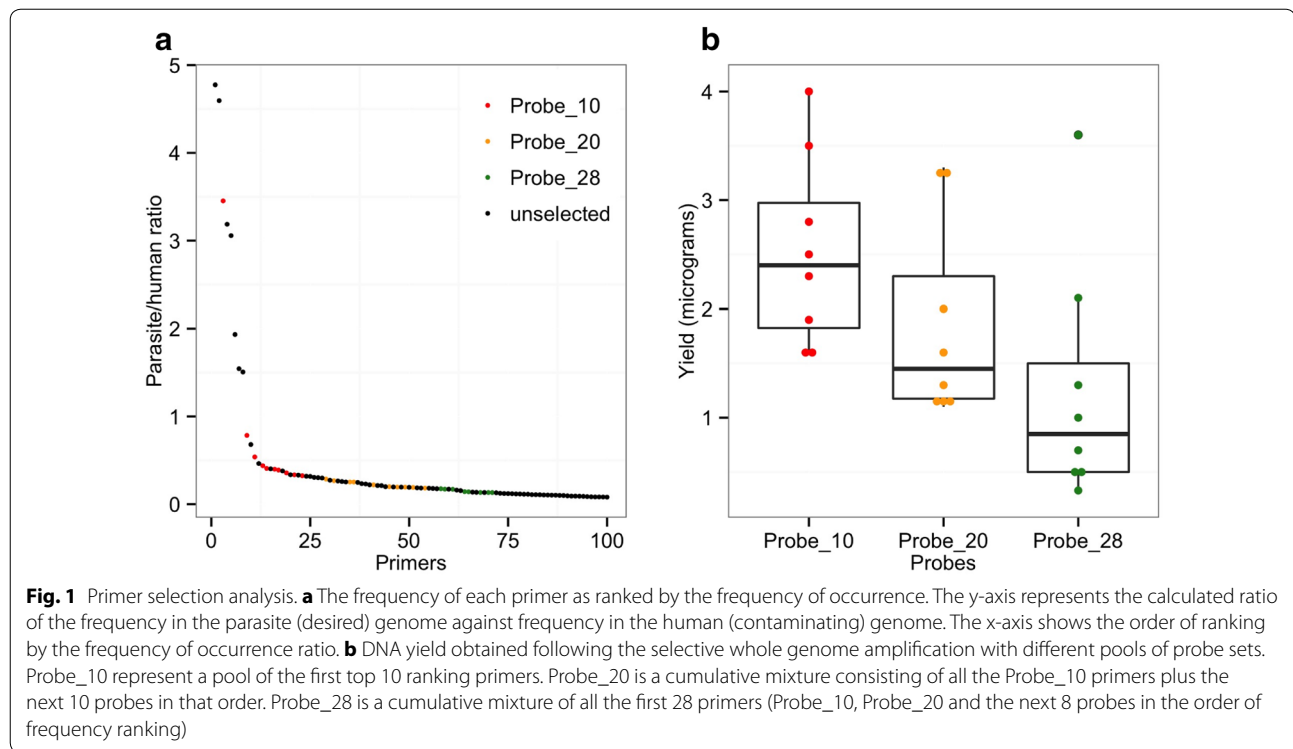 a
5
4
3
2
1
0
Parasite/human ratio
Probe_10
Probe_20
Probe_28
unselected
0
25
50
75
100
Primers
b
4
3
2
1
Yield (micrograms)
Probe_10
Probe_20
Probe_28
Probes
Fig. 1 Primer selection analysis. a The frequency of each primer as ranked by the frequency of occurrence. The y-axis represents the calculated ratio
of the frequency in the parasite (desired) genome against frequency in the human (contaminating) genome. The x-axis shows the order of ranking
by the frequency of occurrence ratio. b DNA yield obtained following the selective whole genome amplification with different pools of probe sets.
Probe_10 represent a pool of the first top 10 ranking primers. Probe_20 is a cumulative mixture consisting of all the Probe_10 primers plus the
next 10 probes in that order. Probe_28 is a cumulative mixture of all the first 28 primers (Probe_10, Probe_20 and the next 8 probes in the order of
frequency ranking)